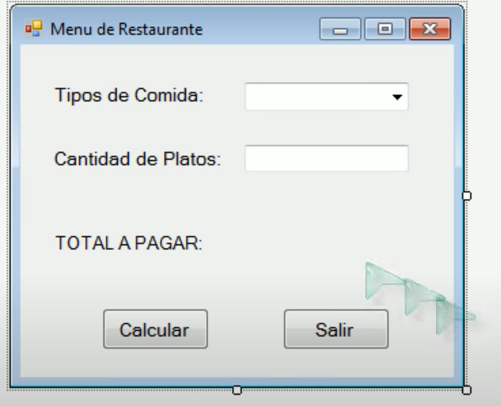 Menu de Restaurante
Tipos de Comida:
Cantidad de Platos:
TOTAL A PAGAR:
Calcular
Salir